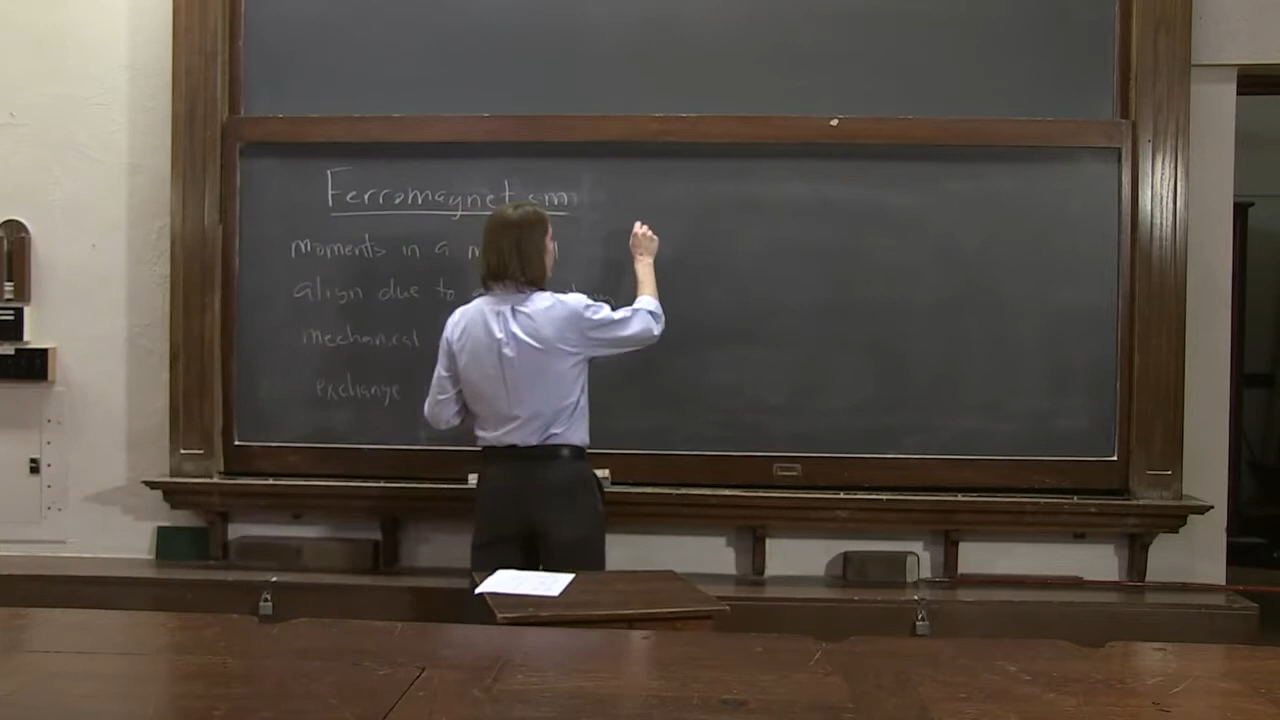 Ferromagnetism
moments in a
align due to
mechanical
exchange